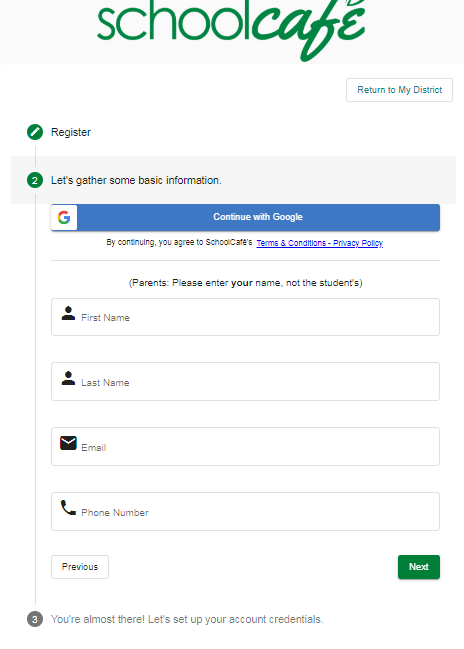 schoolcafé
Return to My District
Register
2 Let's gather some basic information.
G Continue with Google
By continuing, you agree to SchoolCafé's Terms & Conditions - Privacy Policy
(Parents: Please enter your name, not the student's)
First Name
Last Name
Email
Phone Number
Previous Next
3 You're almost there! Let's set up your account credentials.